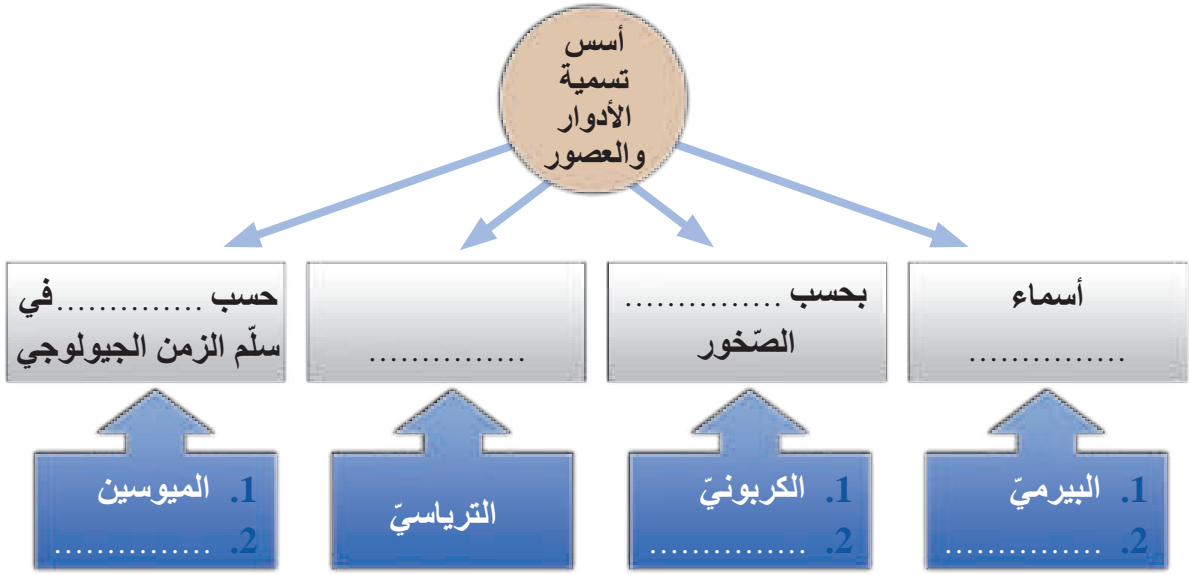 أسس
تسمية
الأدوار
والعصور
أسماء
...............
بحسب ...............
الصّخور
...............
حسب ..............في
سلّم الزمن الجيولوجي
1. البيرميّ
2. ...............
1. الكربونيّ
2. ...............
الترياسيّ
1. الميوسين
2. ...............